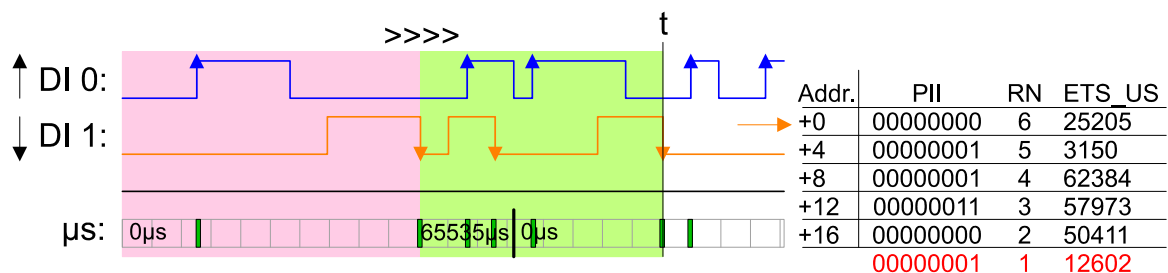 >>>>
t
DI 0:
DI 1:
µs: 0µs 65535µs 0µs
Addr. PII RN ETS_US
+0 00000000 6 25205
+4 00000001 5 3150
+8 00000001 4 62384
+12 00000011 3 57973
+16 00000000 2 50411
00000001 1 12602